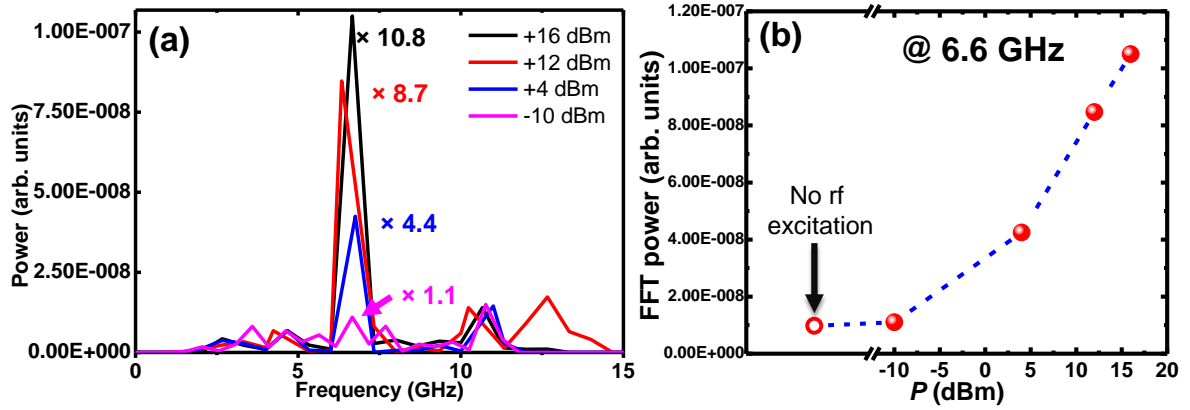 (a)
× 10.8
× 8.7
× 4.4
× 1.1
+16 dBm
+12 dBm
+4 dBm
-10 dBm
1.00E-007
7.50E-008
5.00E-008
2.50E-008
0.00E+000
Power (arb. units)
0 5 10 15
Frequency (GHz)
(b)
@ 6.6 GHz
No rf
excitation
1.20E-007
1.00E-007
8.00E-008
6.00E-008
4.00E-008
2.00E-008
0.00E+000
FFT power (arb. units)
-10 -5 0 5 10 15 20
P (dBm)